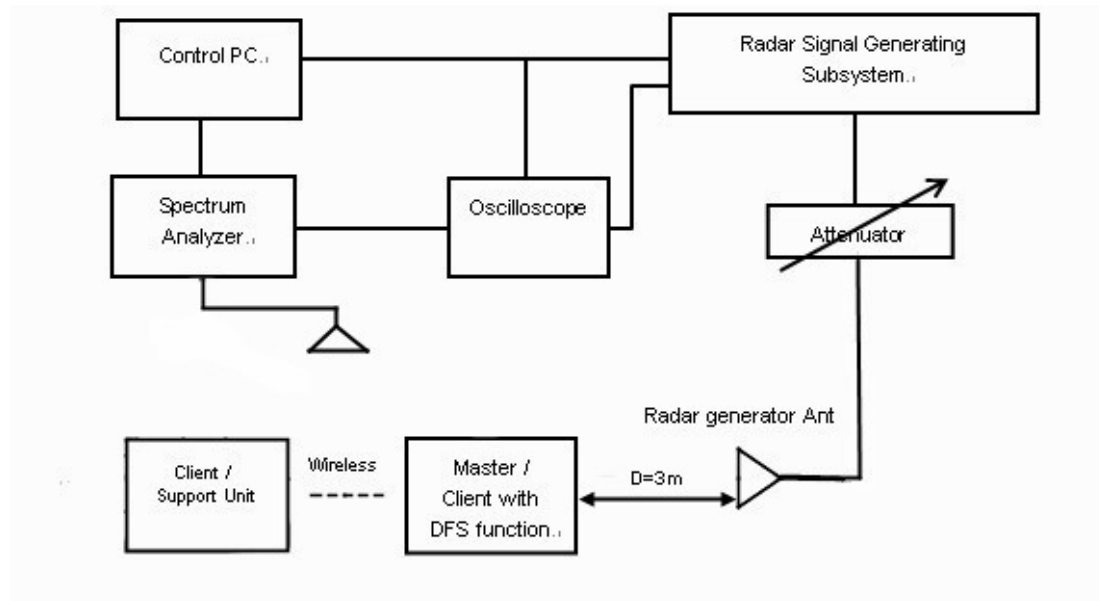 Control PC.
Radar Signal Generating
Subsystem.
Spectrum
Analyzer.
Oscilloscope
Attenuator
Radar generator Ant
Client /
Support Unit
Wireless
Master /
Client with
DFS function.
D=3m